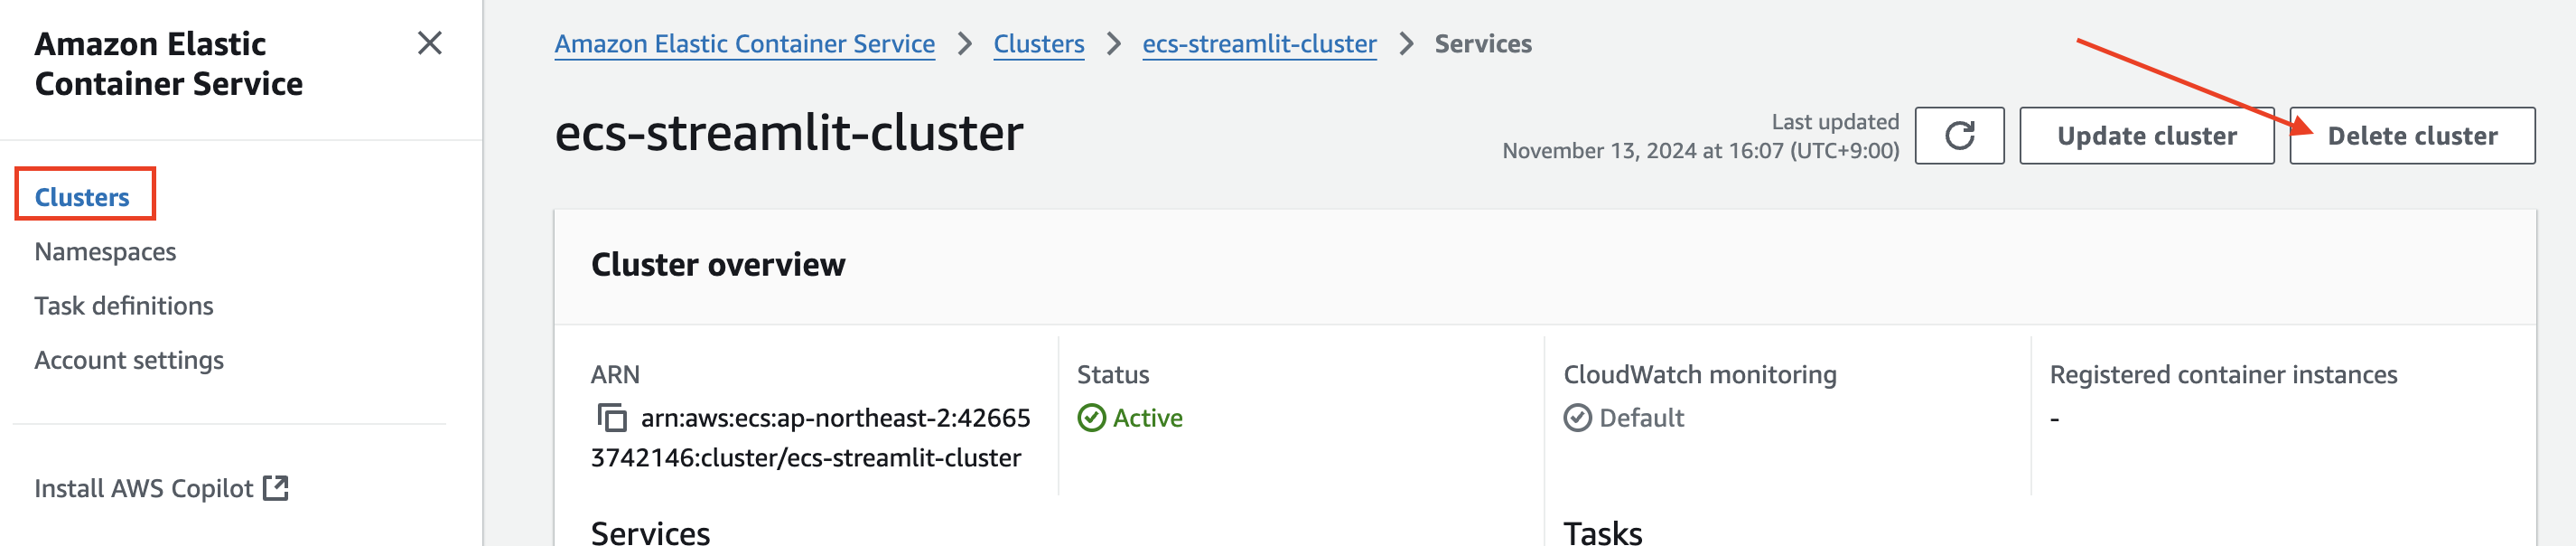 Amazon Elastic
Container Service
Clusters
Namespaces
Task definitions
Account settings
Install AWS Copilot
Amazon Elastic Container Service > Clusters > ecs-streamlit-cluster > Services
ecs-streamlit-cluster
Last updated
November 13, 2024 at 16:07 (UTC+9:00)
Update cluster
Delete cluster
Cluster overview
ARN
arn:aws:ecs:ap-northeast-2:42665
3742146:cluster/ecs-streamlit-cluster
Status
Active
CloudWatch monitoring
Default
Registered container instances
-
Services
Tasks